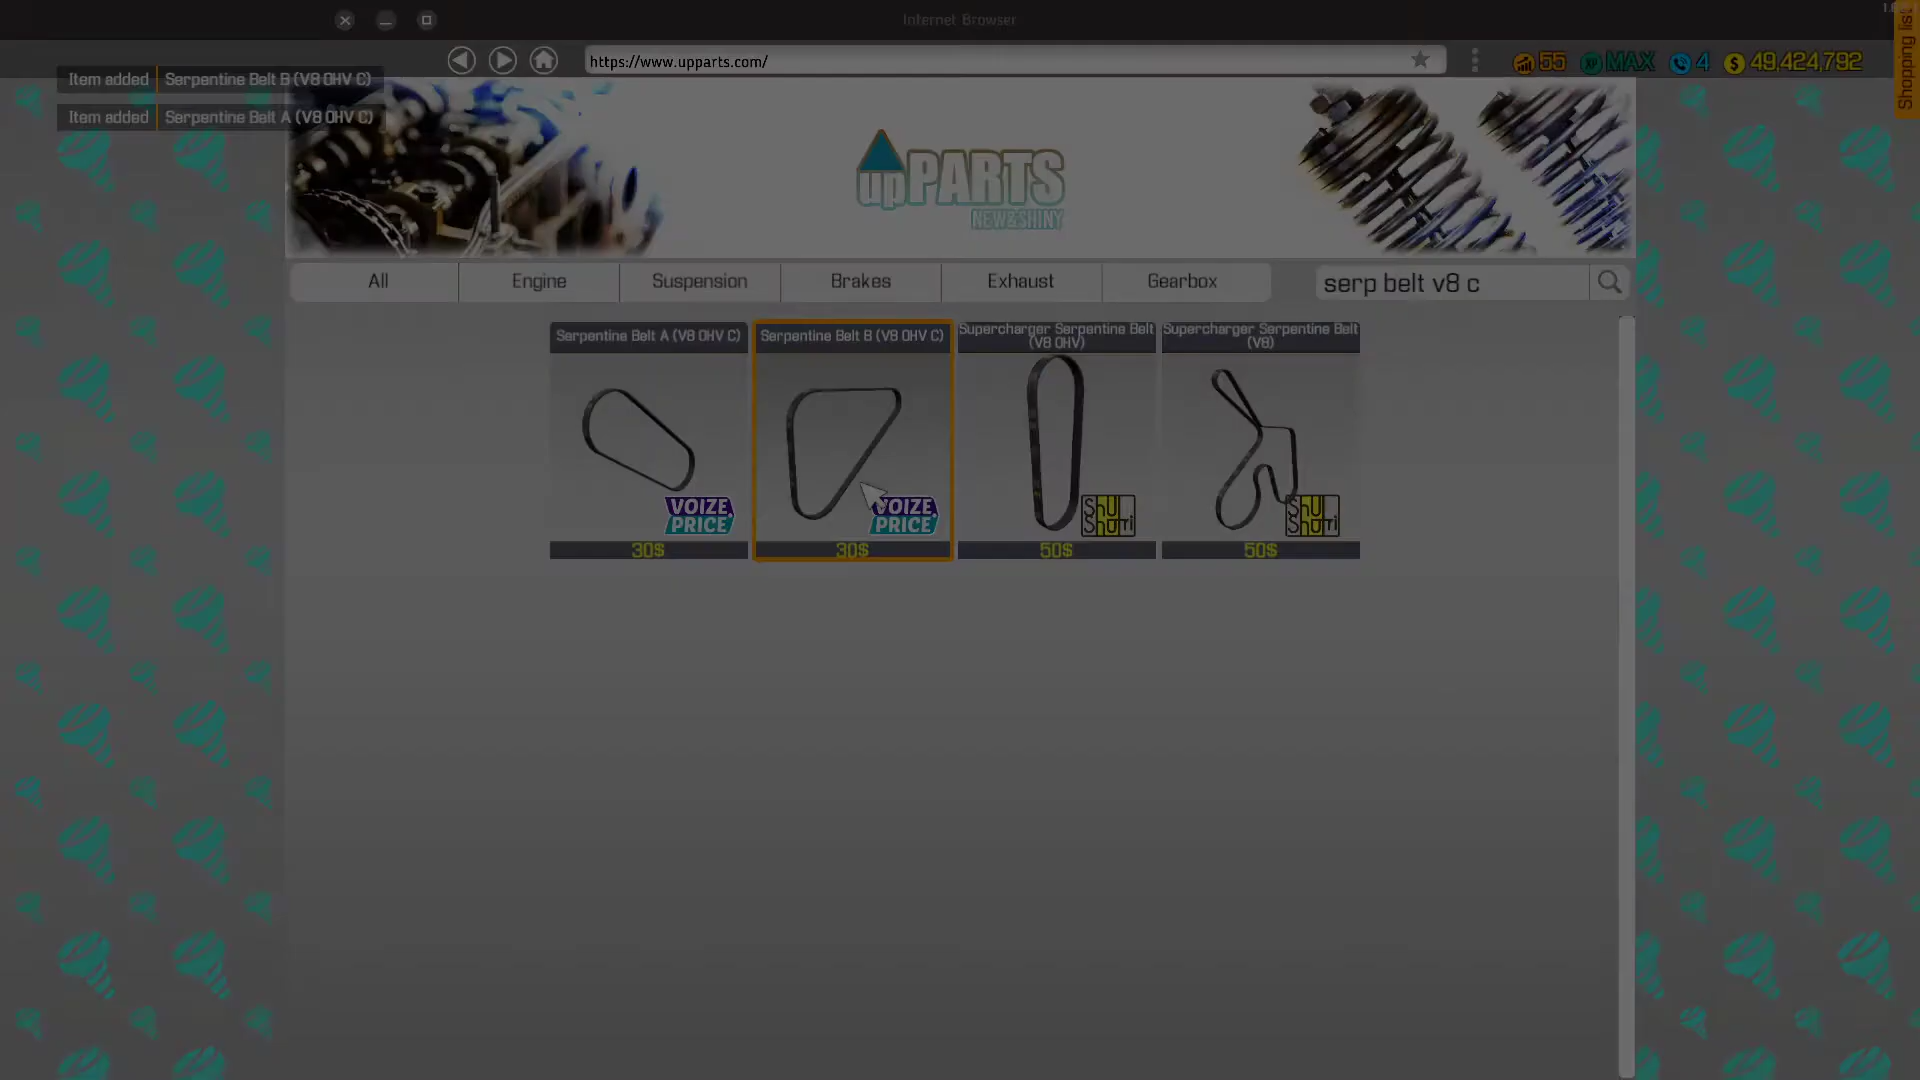 Internet Browser
https://www.upparts.com/
55
MAX
4
49,424,792
Shopping list
Item added Serpentine Belt B (V8 OHV C)
Item added Serpentine Belt A (V8 OHV C)
upPARTS
NEW&SHINY
All Engine Suspension Brakes Exhaust Gearbox
serp belt v8 c
Serpentine Belt A (V8 OHV C)
VOIZE
PRICE
30$
Serpentine Belt B (V8 OHV C)
VOIZE
PRICE
30$
Supercharger Serpentine Belt
(V8 OHV)
50$
Supercharger Serpentine Belt
(V8)
50$